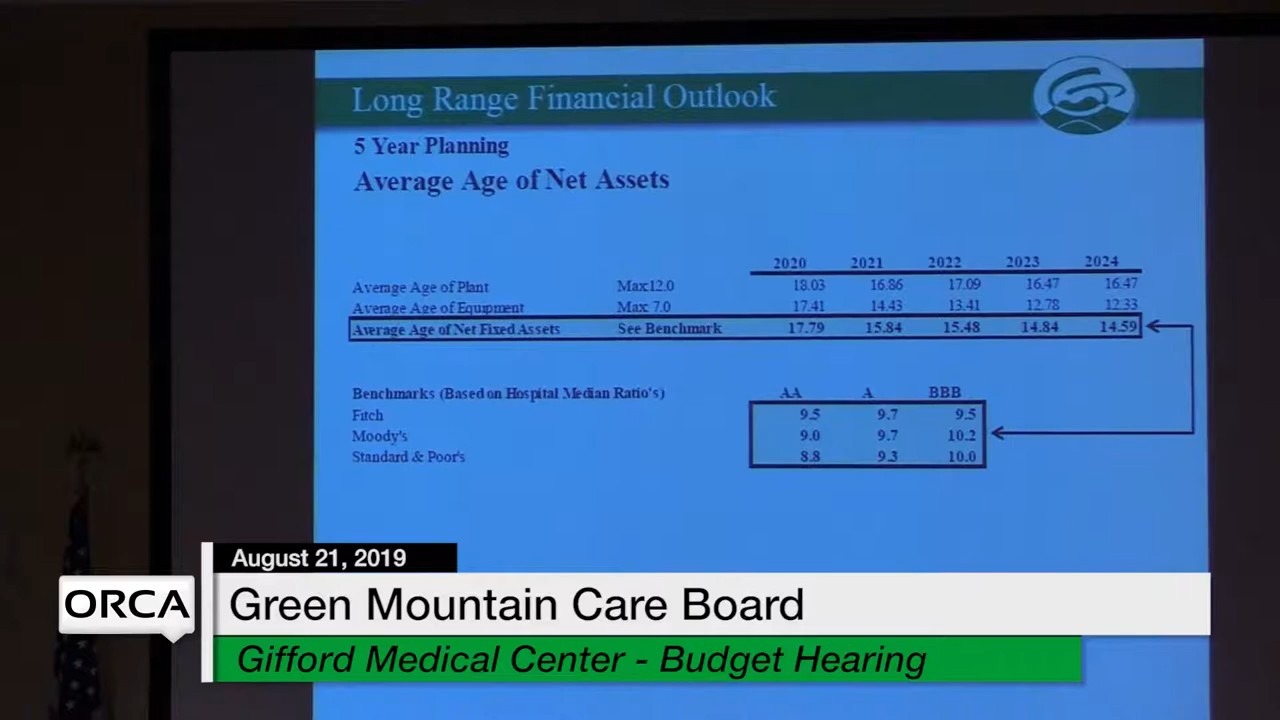 Long Range Financial Outlook
5 Year Planning
Average Age of Net Assets
2020 2021 2022 2023 2024
Average Age of Plant Max12.0 18.03 16.86 17.09 16.47 16.47
Average Age of Equipment Max 7.0 17.41 14.43 13.41 12.78 12.33
Average Age of Net Fixed Assets See Benchmark 17.79 15.84 15.48 14.84 14.59
Benchmarks (Based on Hospital Median Ratio's) AA A BBB
Fitch 9.5 9.7 9.5
Moody's 9.0 9.7 10.2
Standard & Poor's 8.8 9.3 10.0
August 21, 2019
ORCA
Green Mountain Care Board
Gifford Medical Center - Budget Hearing